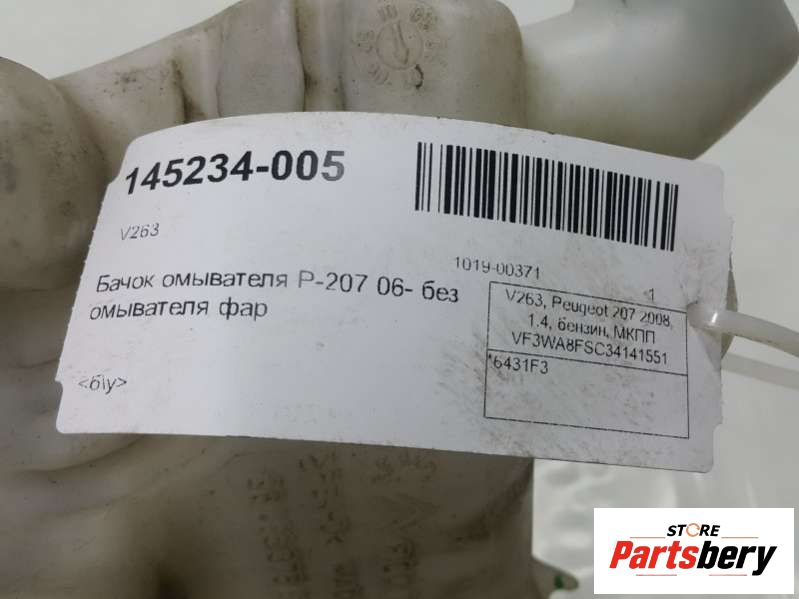 145234-005
V263
1019-00371
1
Бачок омывателя P-207 06- без
омывателя фар
V263, Peugeot 207 2008,
1.4, бензин, МКПП
VF3WA8FSC34141551
*6431F3
<б\у>
STORE
Partsbery